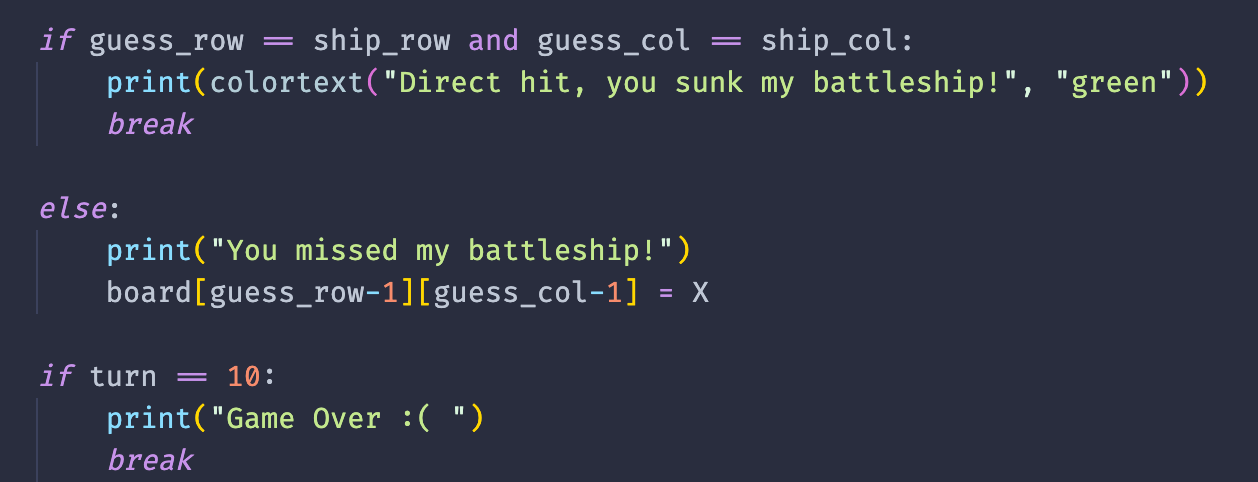 if guess_row == ship_row and guess_col == ship_col:
    print(colortext("Direct hit, you sunk my battleship!", "green"))
    break
else:
    print("You missed my battleship!")
    board[guess_row-1][guess_col-1] = X
if turn == 10:
    print("Game Over :( ")
    break